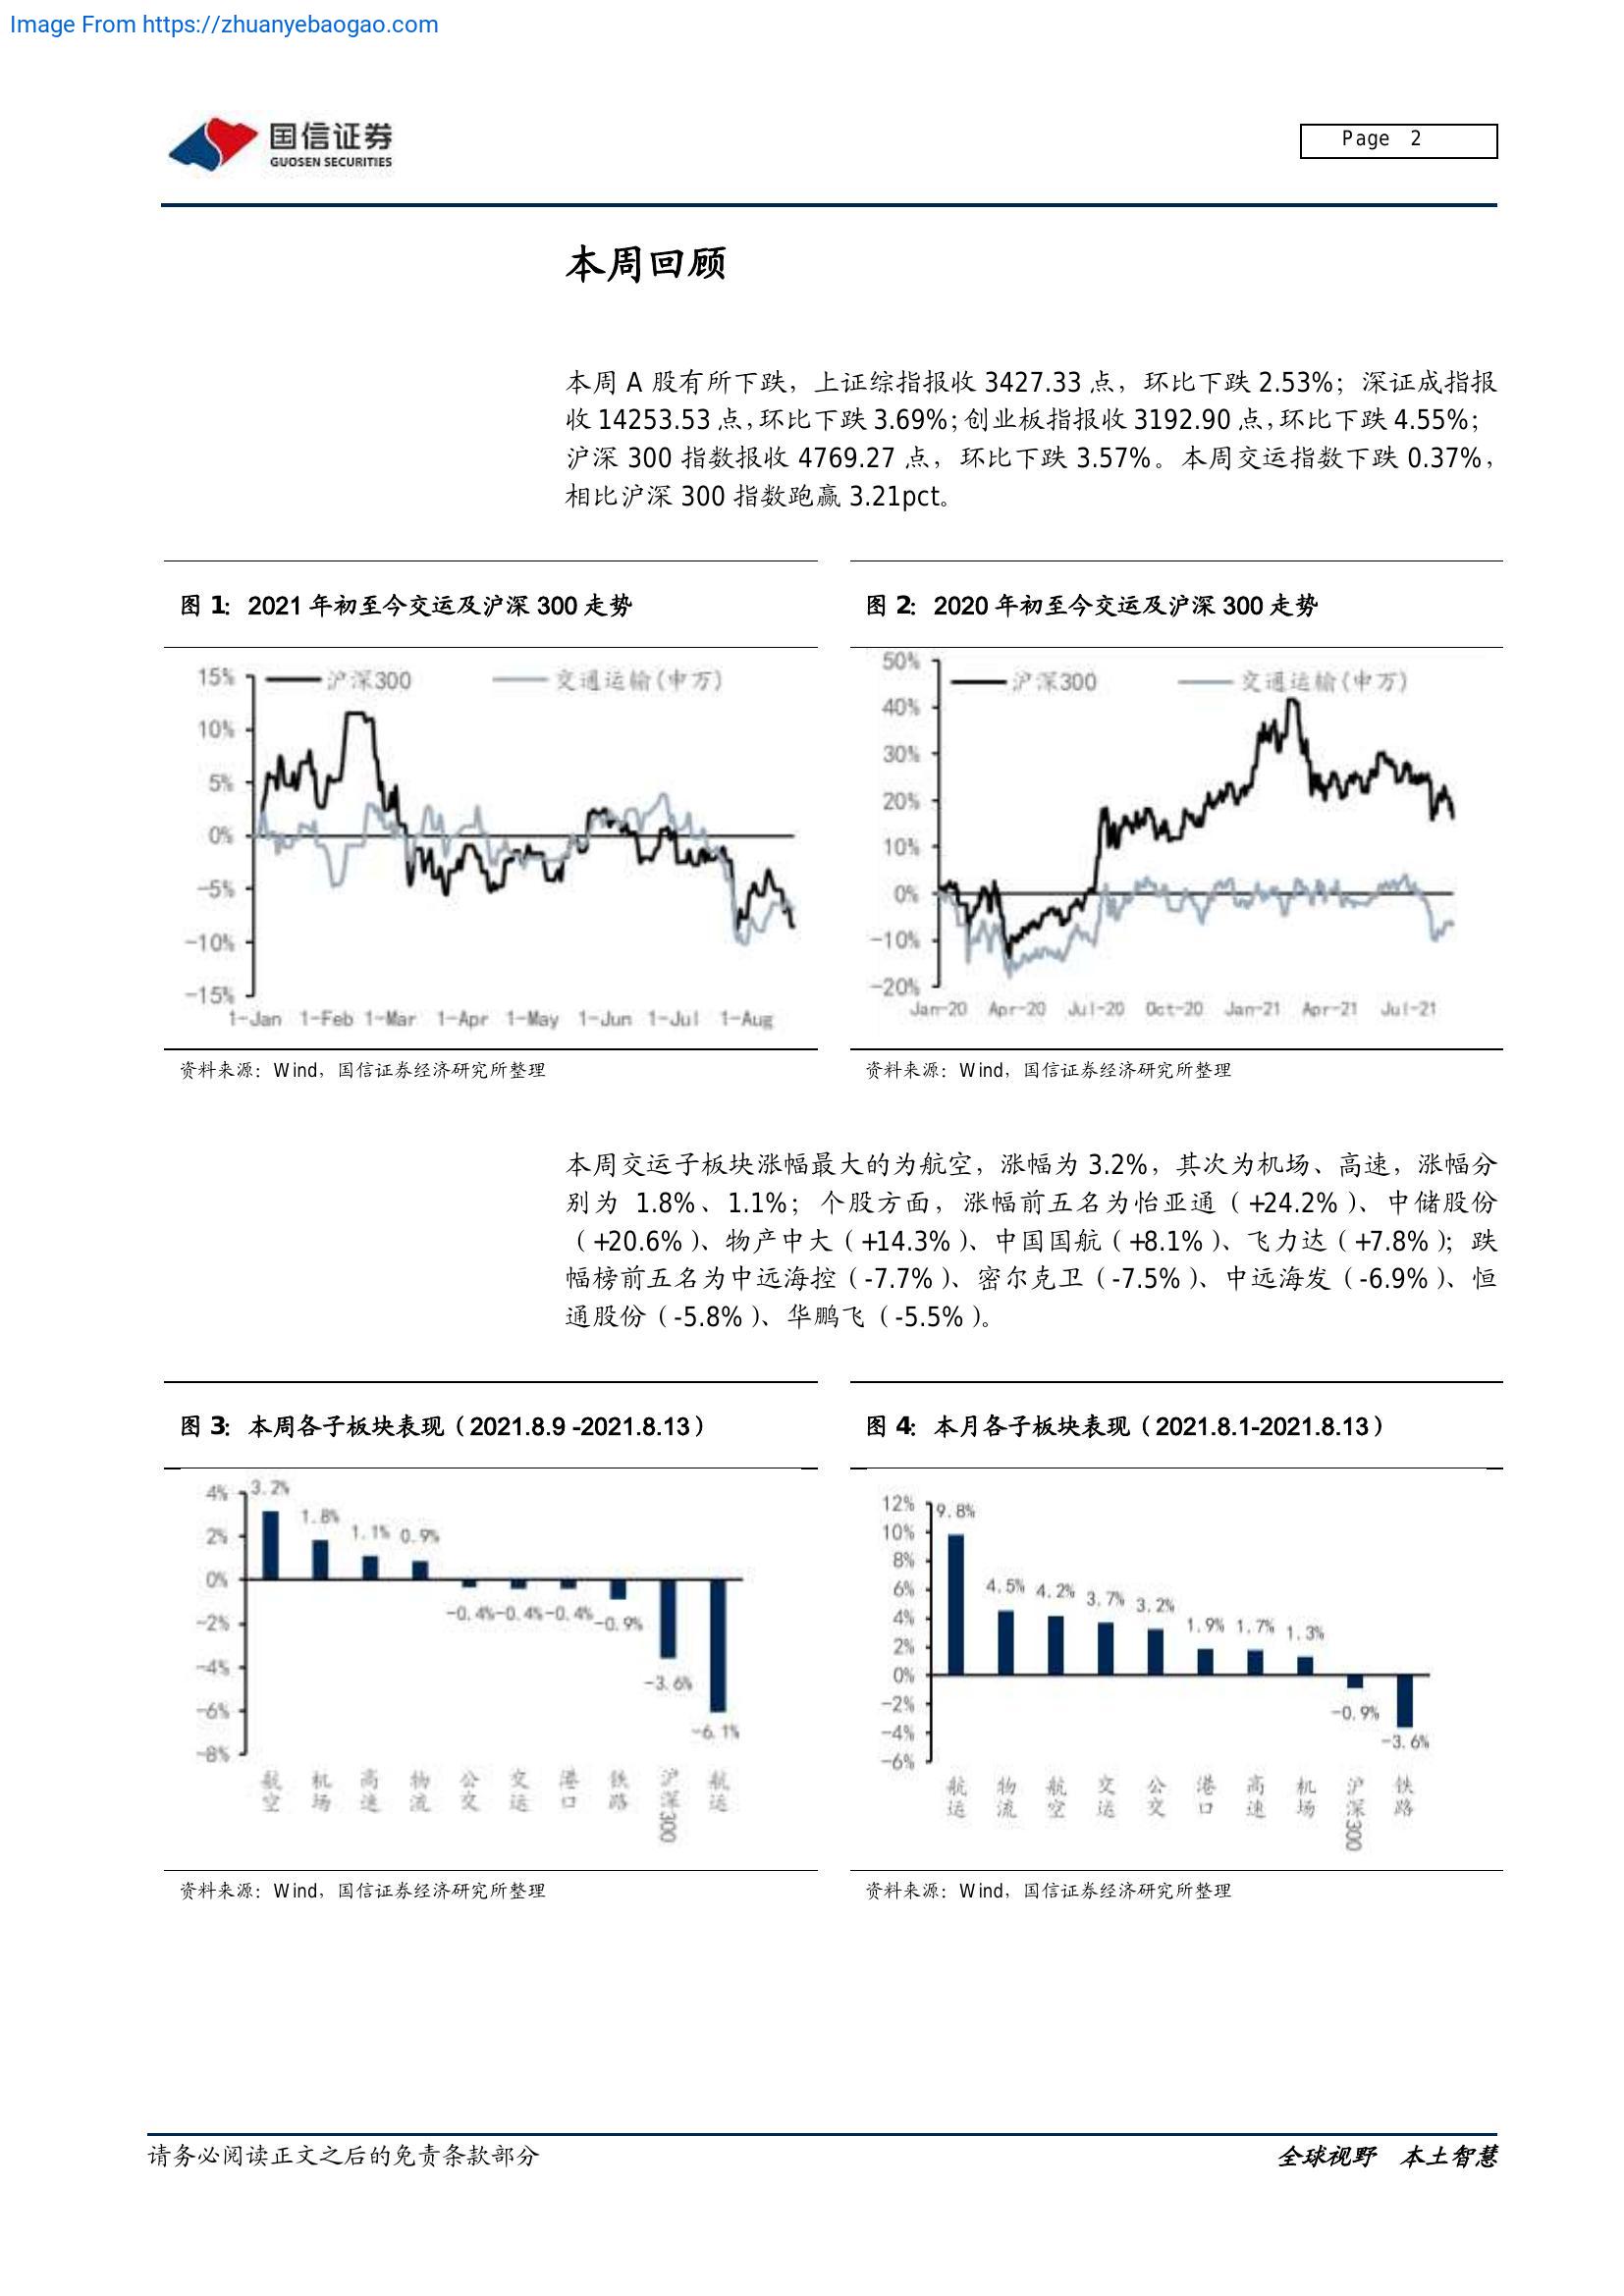 Image From https://zhuanyebaogao.com
国信证券
GUOSEN SECURITIES
Page 2
本周回顾
本周 A 股有所下跌，上证综指报收 3427.33 点，环比下跌 2.53%；深证成指报
收 14253.53 点，环比下跌 3.69%；创业板指报收 3192.90 点，环比下跌 4.55%；
沪深 300 指数报收 4769.27 点，环比下跌 3.57%。本周交运指数下跌 0.37%，
相比沪深 300 指数跑赢 3.21pct。
图 1：2021 年初至今交运及沪深 300 走势
沪深300 交通运输(申万)
15%
10%
5%
0%
-5%
-10%
-15%
1-Jan 1-Feb 1-Mar 1-Apr 1-May 1-Jun 1-Jul 1-Aug
资料来源：Wind，国信证券经济研究所整理
图 2：2020 年初至今交运及沪深 300 走势
沪深300 交通运输(申万)
50%
40%
30%
20%
10%
0%
-10%
-20%
Jan-20 Apr-20 Jul-20 Oct-20 Jan-21 Apr-21 Jul-21
资料来源：Wind，国信证券经济研究所整理
本周交运子板块涨幅最大的为航空，涨幅为 3.2%，其次为机场、高速，涨幅分
别为 1.8%、1.1%；个股方面，涨幅前五名为怡亚通（+24.2%）、中储股份
（+20.6%）、物产中大（+14.3%）、中国国航（+8.1%）、飞力达（+7.8%）；跌
幅榜前五名为中远海控（-7.7%）、密尔克卫（-7.5%）、中远海发（-6.9%）、恒
通股份（-5.8%）、华鹏飞（-5.5%）。
图 3：本周各子板块表现（2021.8.9 -2021.8.13）
4%
2%
0%
-2%
-4%
-6%
-8%
3.2% 1.8% 1.1% 0.9% -0.4% -0.4% -0.4% -0.9% -3.6% -6.1%
航空 机场 高速 物流 公交 交运 港口 铁路 沪深300 航运
资料来源：Wind，国信证券经济研究所整理
图 4：本月各子板块表现（2021.8.1-2021.8.13）
12%
10%
8%
6%
4%
2%
0%
-2%
-4%
-6%
9.8% 4.5% 4.2% 3.7% 3.2% 1.9% 1.7% 1.3% -0.9% -3.6%
航运 物流 航空 交运 公交 港口 高速 机场 沪深300 铁路
资料来源：Wind，国信证券经济研究所整理
请务必阅读正文之后的免责条款部分
全球视野 本土智慧